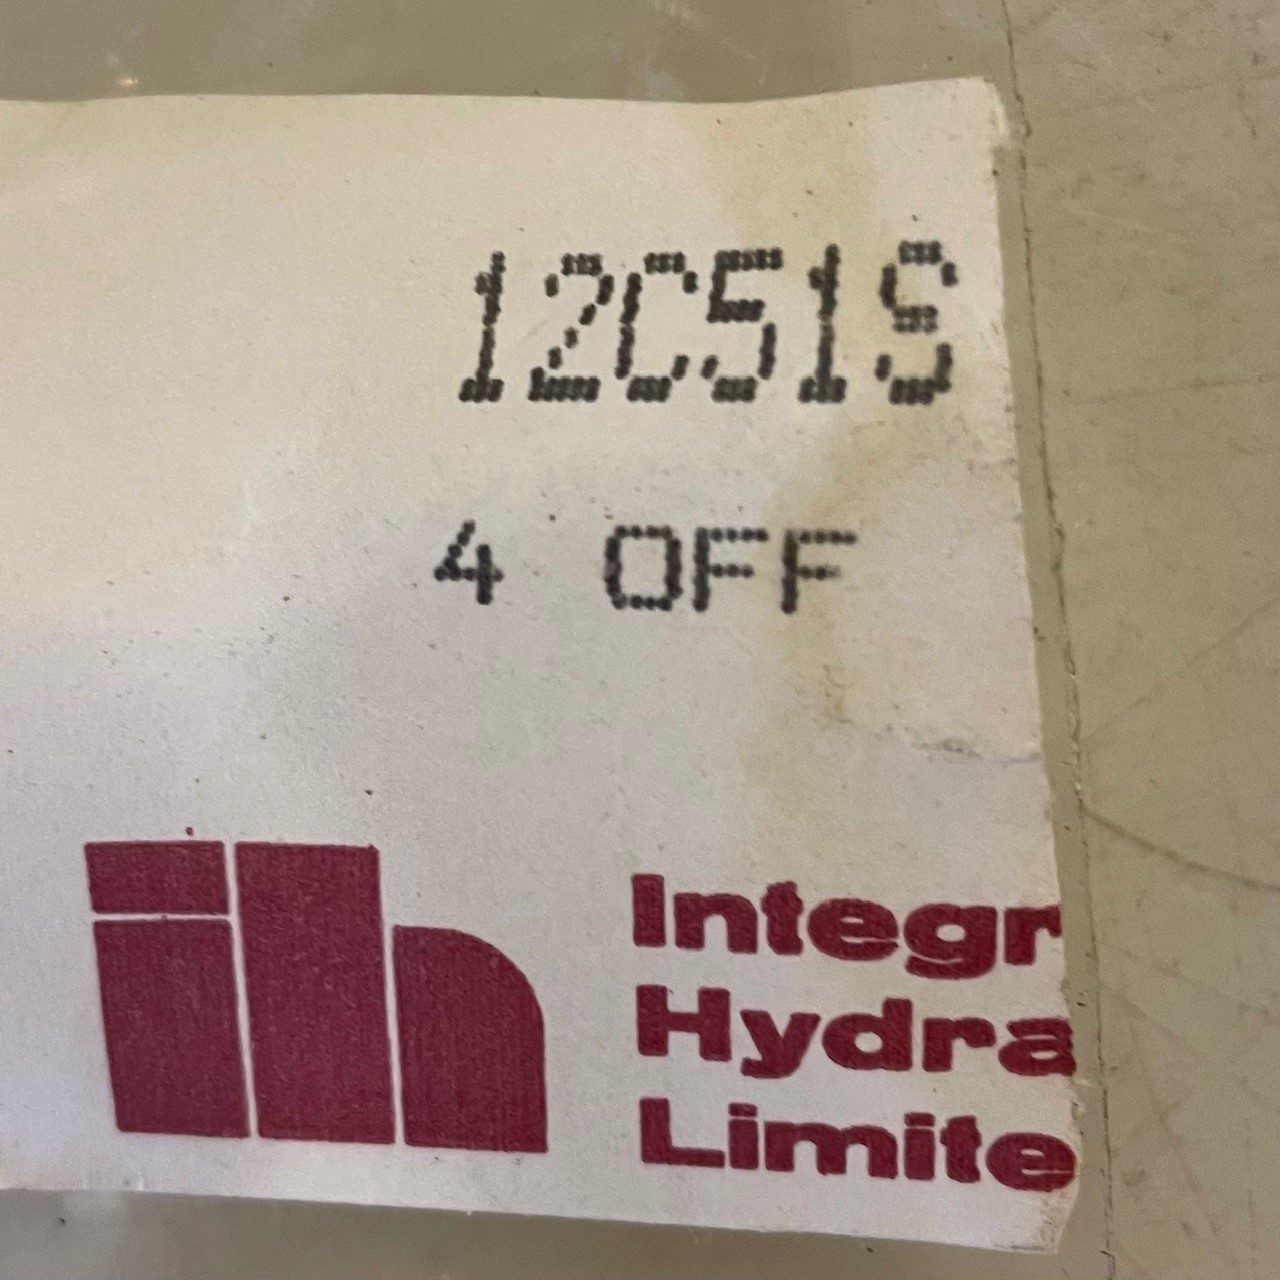 12C51S
4 OFF
ih
Integr
Hydra
Limite